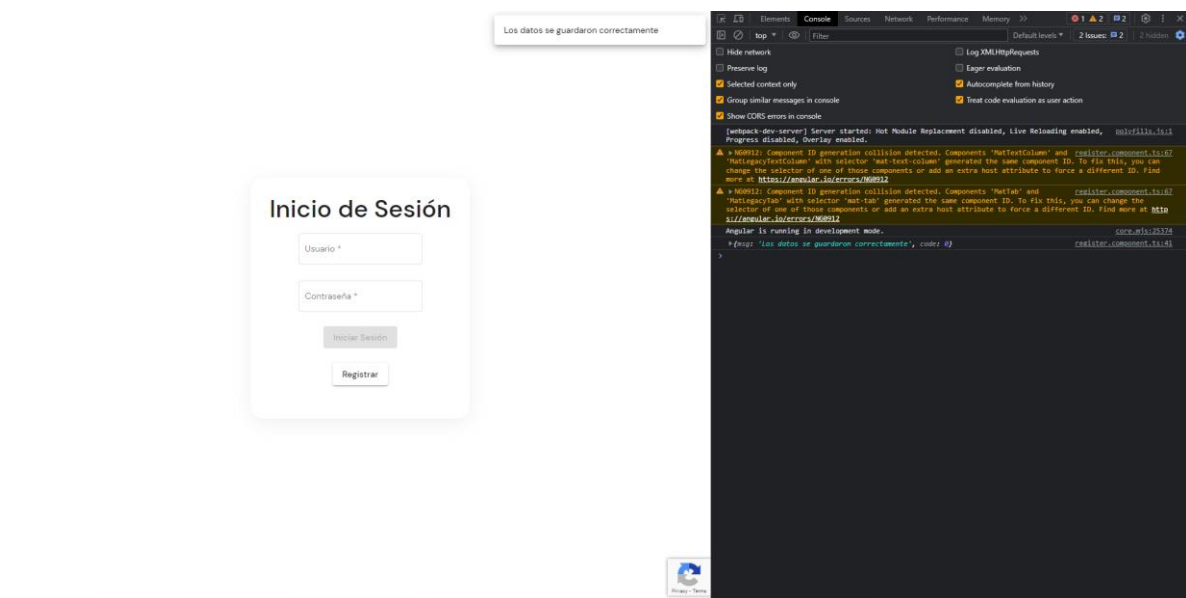 Los datos se guardaron correctamente
Inicio de Sesión
Usuario *
Contraseña *
Iniciar Sesión
Registrar
Privacy - Terms
Elements Console Sources Network Performance Memory 1 2 2
top Filter Default levels 2 Issues: 2 2 hidden
Hide network Log XMLHttpRequests
Preserve log Eager evaluation
Selected context only Autocomplete from history
Group similar messages in console Treat code evaluation as user action
Show CORS errors in console
[webpack-dev-server] Server started: Hot Module Replacement disabled, Live Reloading enabled, polyfills.js:1
Progress disabled, Overlay enabled.
NG0912: Component ID generation collision detected. Components 'MatTextColumn' and register.component.ts:67
'MatLegacyTextColumn' with selector 'mat-text-column' generated the same component ID. To fix this, you can
change the selector of one of those components or add an extra host attribute to force a different ID. Find
more at https://angular.io/errors/NG0912
NG0912: Component ID generation collision detected. Components 'MatTab' and register.component.ts:67
'MatLegacyTab' with selector 'mat-tab' generated the same component ID. To fix this, you can change the
selector of one of those components or add an extra host attribute to force a different ID. Find more at http
s://angular.io/errors/NG0912
Angular is running in development mode. core.mjs:25374
{msg: 'Los datos se guardaron correctamente', code: 0} register.component.ts:41